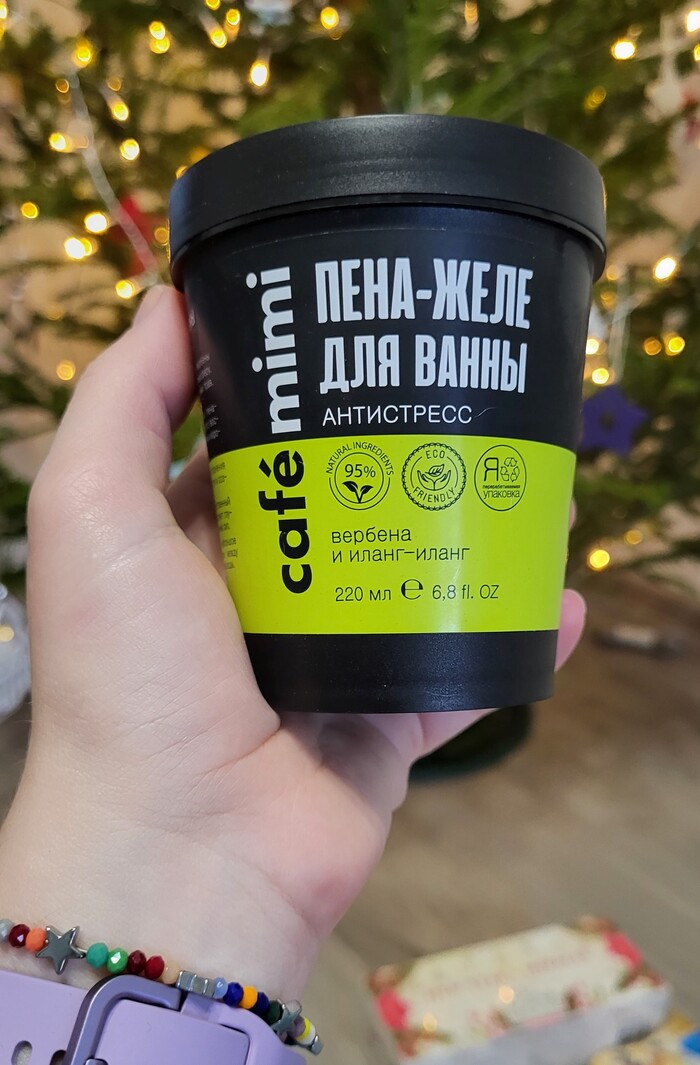 café mimi
ПЕНА-ЖЕЛЕ
ДЛЯ ВАННЫ
АНТИСТРЕСС
NATURAL INGREDIENTS
95%
ECO
FRIENDLY
Я
перерабатываемая
упаковка
вербена
и иланг-иланг
220 мл e 6,8 fl. OZ